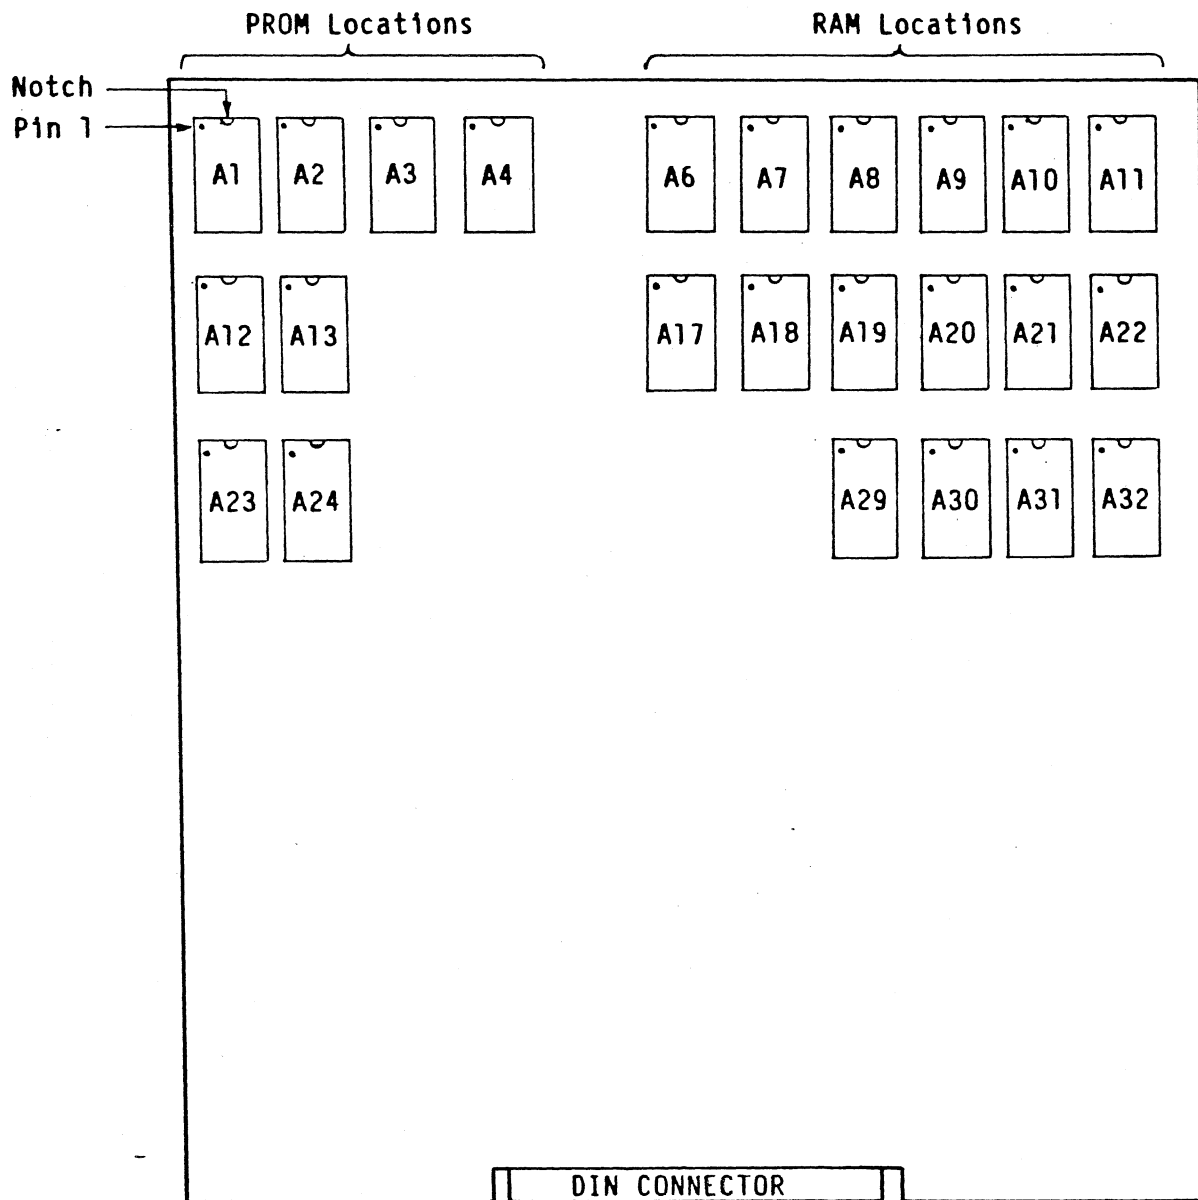 PROM Locations RAM Locations
Notch
Pin 1
A1 A2 A3 A4 A6 A7 A8 A9 A10 A11
A12 A13 A17 A18 A19 A20 A21 A22
A23 A24 A29 A30 A31 A32
DIN CONNECTOR